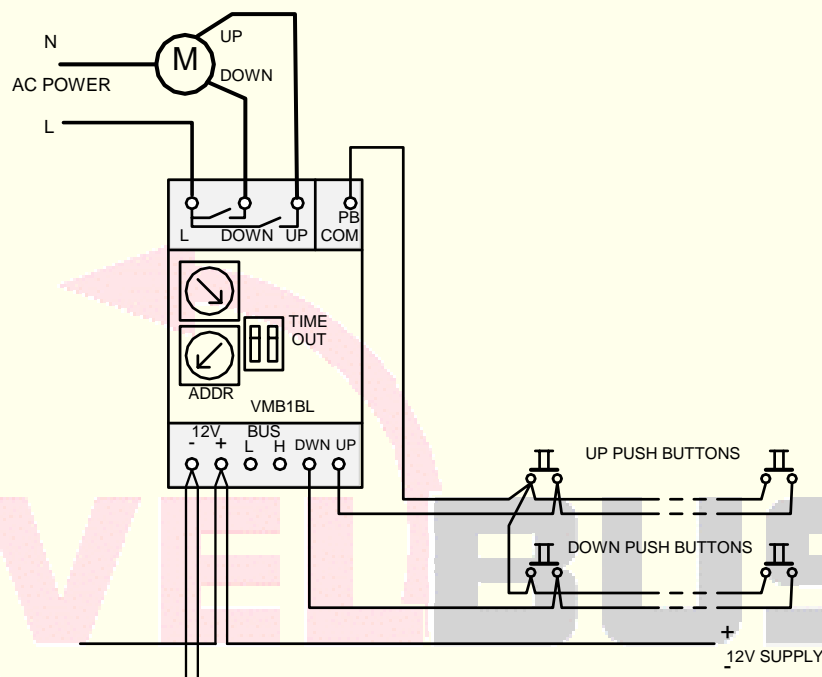 N
UP
M
DOWN
AC POWER
L
PB
L DOWN UP COM
TIME
OUT
ADDR
VMB1BL
12V BUS
- + L H DWN UP
UP PUSH BUTTONS
DOWN PUSH BUTTONS
+
12V SUPPLY
-
VELBUS